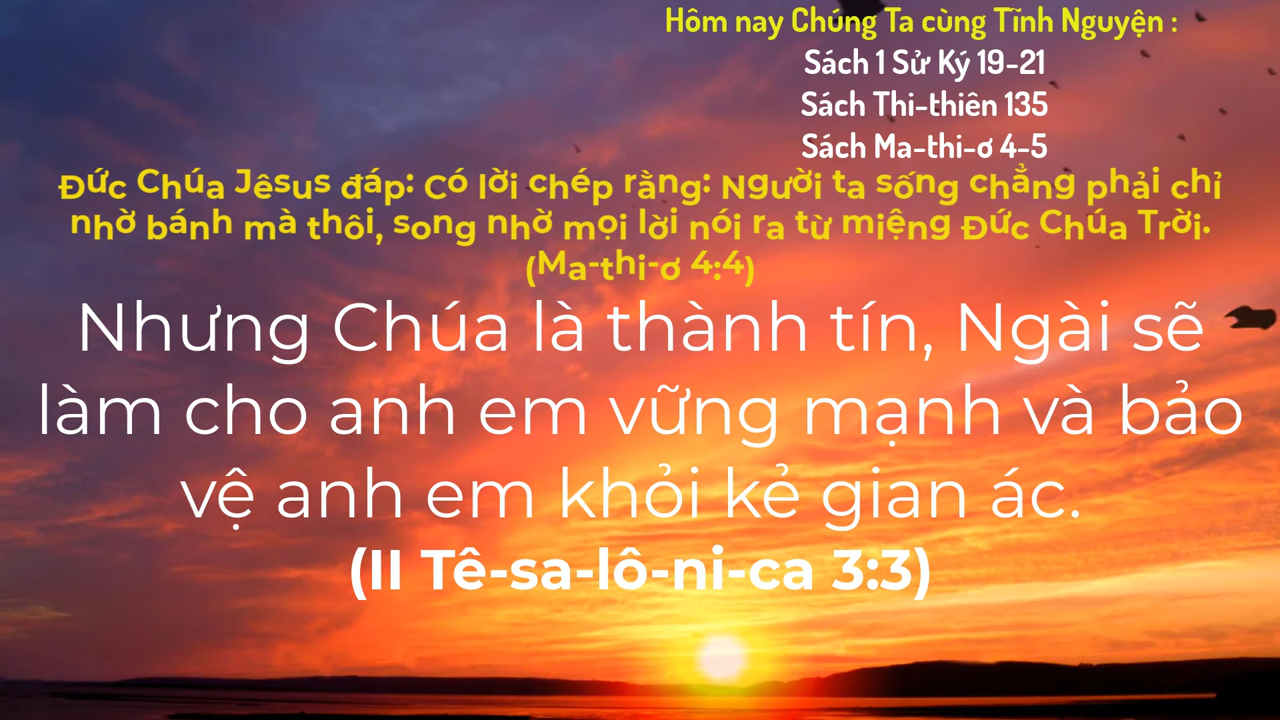 Hôm nay Chúng Ta cùng Tĩnh Nguyện :
Sách 1 Sử Ký 19-21
Sách Thi-thiên 135
Sách Ma-thi-ơ 4-5
Đức Chúa Jêsus đáp: Có lời chép rằng: Người ta sống chẳng phải chỉ
nhờ bánh mà thôi, song nhờ mọi lời nói ra từ miệng Đức Chúa Trời.
(Ma-thi-ơ 4:4)
Nhưng Chúa là thành tín, Ngài sẽ
làm cho anh em vững mạnh và bảo
vệ anh em khỏi kẻ gian ác.
(II Tê-sa-lô-ni-ca 3:3)